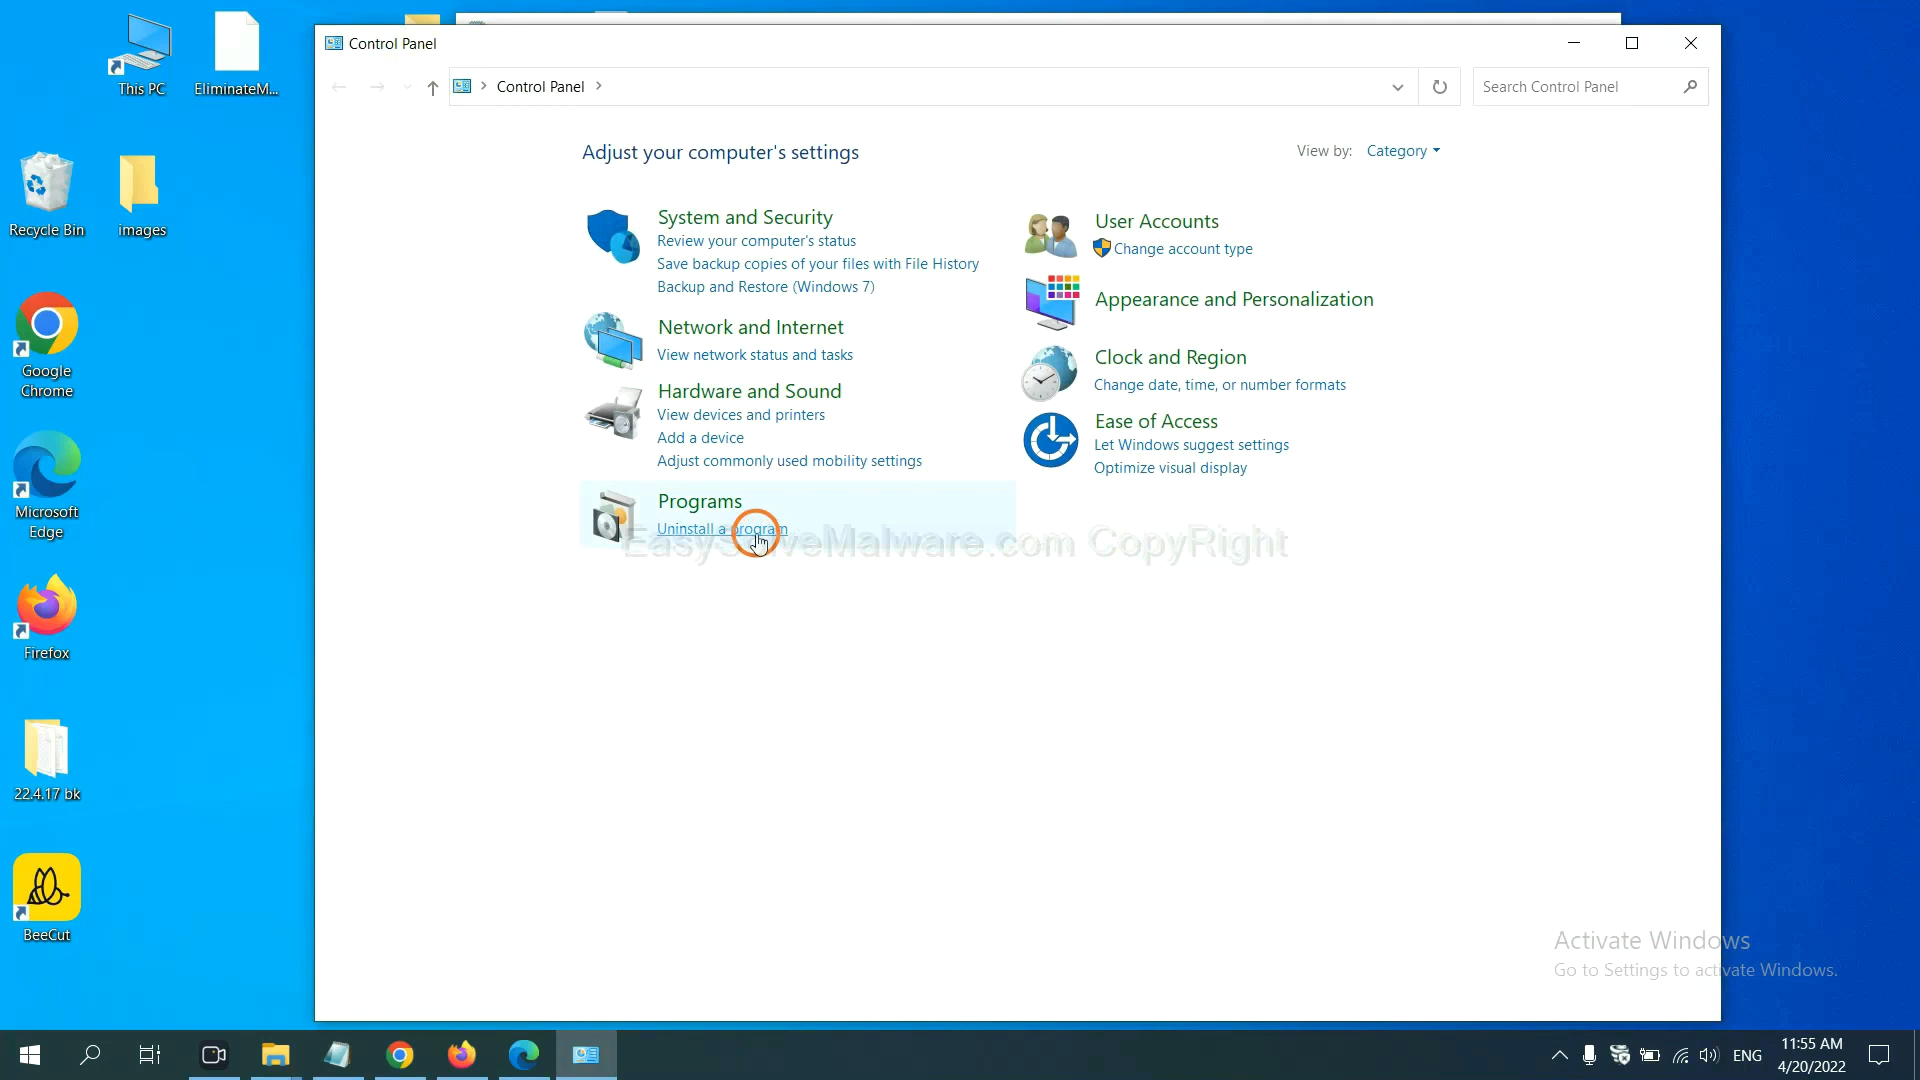 This PC
EliminateM...
Recycle Bin
images
Google
Chrome
Microsoft
Edge
Firefox
22.4.17 bk
BeeCut
Control Panel
Control Panel
Search Control Panel
Adjust your computer's settings
View by: Category
System and Security
Review your computer's status
Save backup copies of your files with File History
Backup and Restore (Windows 7)
Network and Internet
View network status and tasks
Hardware and Sound
View devices and printers
Add a device
Adjust commonly used mobility settings
Programs
Uninstall a program
User Accounts
Change account type
Appearance and Personalization
Clock and Region
Change date, time, or number formats
Ease of Access
Let Windows suggest settings
Optimize visual display
EasySolveMalware.com CopyRight
Activate Windows
Go to Settings to activate Windows.
ENG
11:55 AM
4/20/2022